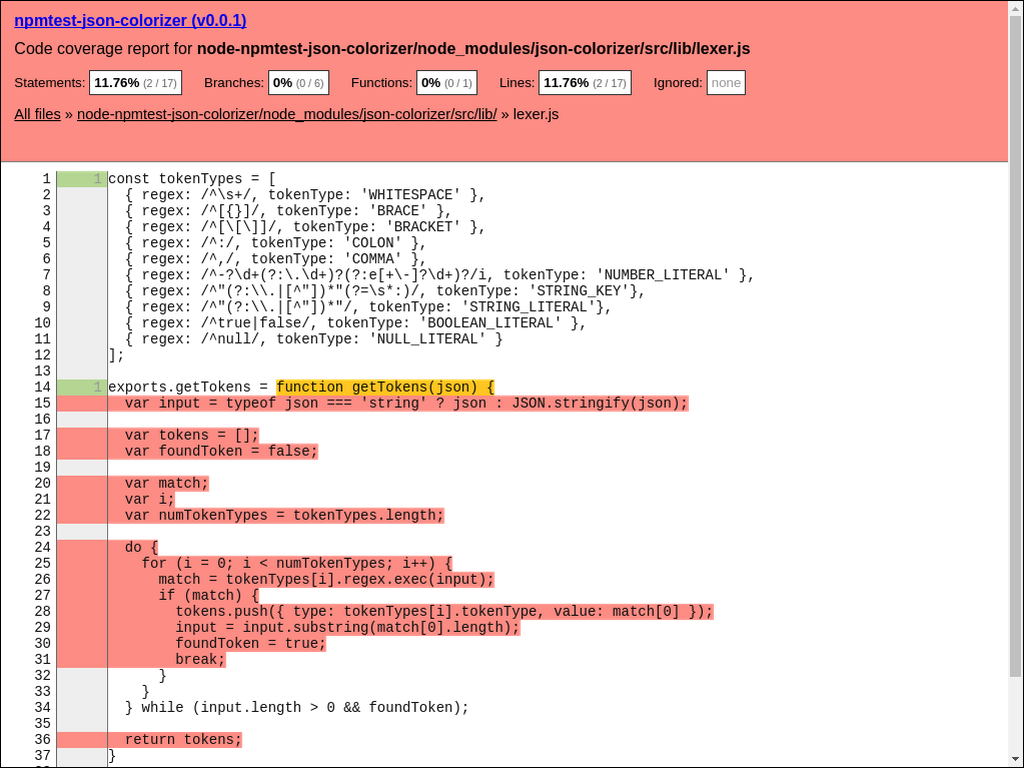 npmtest-json-colorizer (v0.0.1)
Code coverage report for node-npmtest-json-colorizer/node_modules/json-colorizer/src/lib/lexer.js
Statements: 11.76% (2 / 17) Branches: 0% (0 / 6) Functions: 0% (0 / 1) Lines: 11.76% (2 / 17) Ignored: none
All files » node-npmtest-json-colorizer/node_modules/json-colorizer/src/lib/ » lexer.js
1 1 const tokenTypes = [
2 { regex: /^\s+/, tokenType: 'WHITESPACE' },
3 { regex: /^[{}]/, tokenType: 'BRACE' },
4 { regex: /^[\[\]]/, tokenType: 'BRACKET' },
5 { regex: /^:/, tokenType: 'COLON' },
6 { regex: /^,/, tokenType: 'COMMA' },
7 { regex: /^-?\d+(?:\.\d+)?(?:e[+\-]?\d+)?/i, tokenType: 'NUMBER_LITERAL' },
8 { regex: /^"(?:\\.|[^"])*"(?=\s*:)/, tokenType: 'STRING_KEY'},
9 { regex: /^"(?:\\.|[^"])*"/, tokenType: 'STRING_LITERAL'},
10 { regex: /^true|false/, tokenType: 'BOOLEAN_LITERAL' },
11 { regex: /^null/, tokenType: 'NULL_LITERAL' }
12 ];
13
14 1 exports.getTokens = function getTokens(json) {
15 var input = typeof json === 'string' ? json : JSON.stringify(json);
16
17 var tokens = [];
18 var foundToken = false;
19
20 var match;
21 var i;
22 var numTokenTypes = tokenTypes.length;
23
24 do {
25 for (i = 0; i < numTokenTypes; i++) {
26 match = tokenTypes[i].regex.exec(input);
27 if (match) {
28 tokens.push({ type: tokenTypes[i].tokenType, value: match[0] });
29 input = input.substring(match[0].length);
30 foundToken = true;
31 break;
32 }
33 }
34 } while (input.length > 0 && foundToken);
35
36 return tokens;
37 }